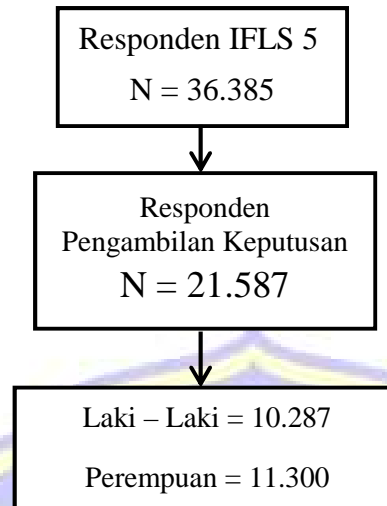 Responden IFLS 5
N = 36.385
Responden
Pengambilan Keputusan
N = 21.587
Laki – Laki = 10.287
Perempuan = 11.300